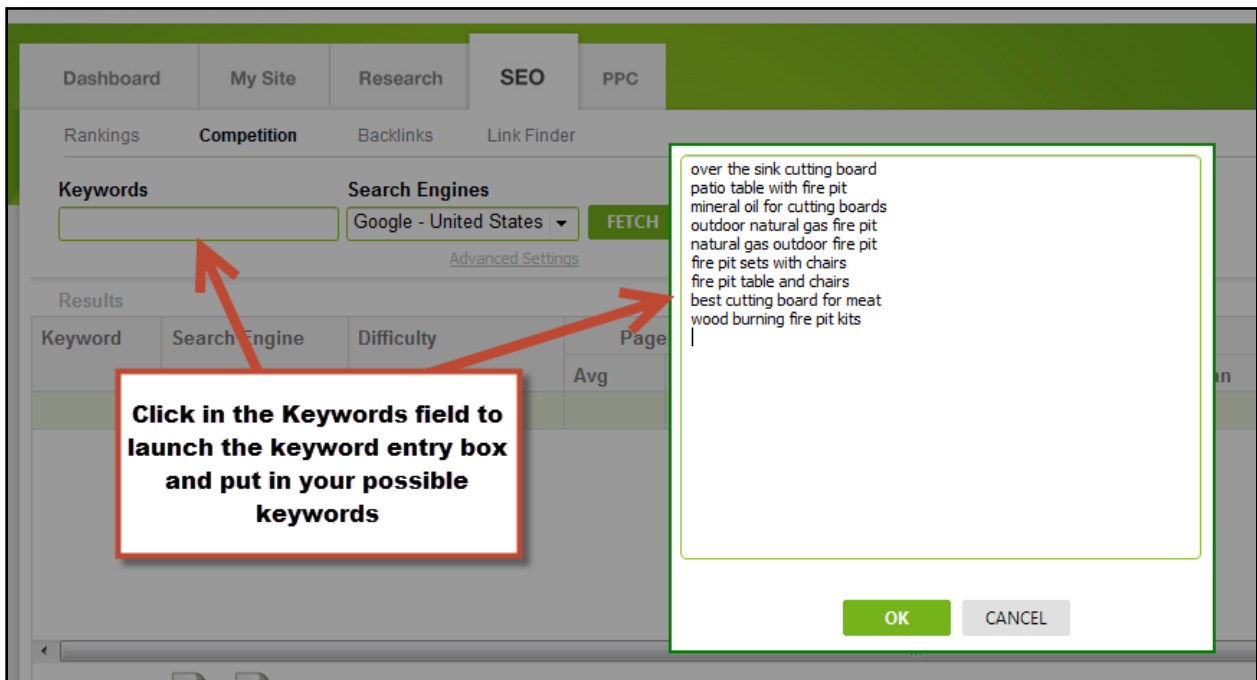 Dashboard My Site Research SEO PPC
Rankings Competition Backlinks Link Finder
Keywords Search Engines
Google - United States FETCH
Advanced Settings
Results
Keyword Search Engine Difficulty Page
Avg
Click in the Keywords field to
launch the keyword entry box
and put in your possible
keywords
over the sink cutting board
patio table with fire pit
mineral oil for cutting boards
outdoor natural gas fire pit
natural gas outdoor fire pit
fire pit sets with chairs
fire pit table and chairs
best cutting board for meat
wood burning fire pit kits
OK CANCEL